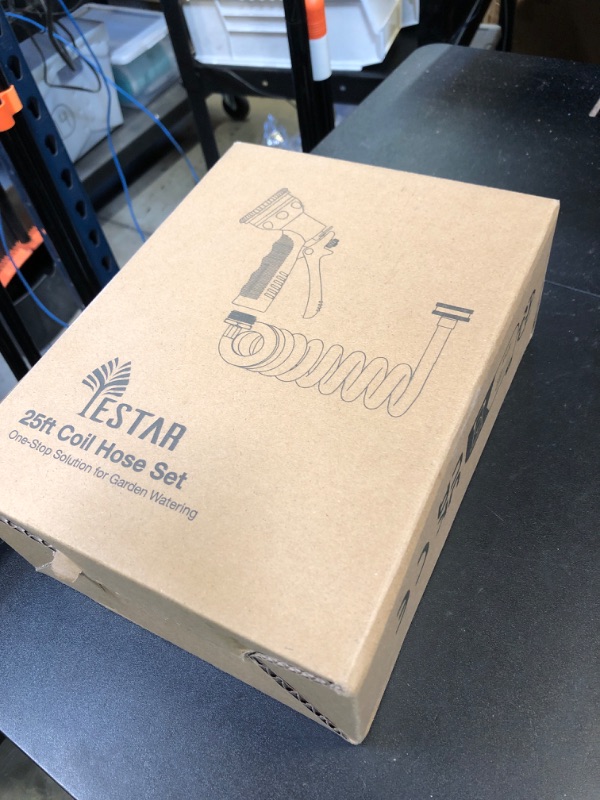 YESTAR
25ft Coil Hose Set
One-Stop Solution for Garden Watering